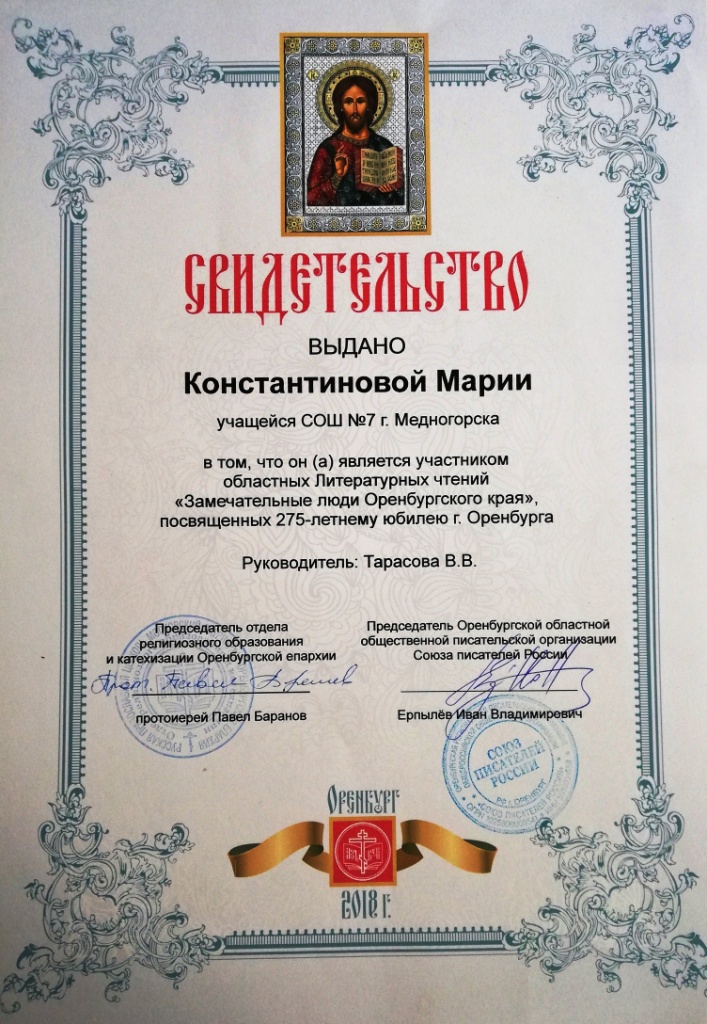 СВИДЕТЕЛЬСТВО
ВЫДАНО
Константиновой Марии
учащейся СОШ №7 г. Медногорска
в том, что он (а) является участником
областных Литературных чтений
«Замечательные люди Оренбургского края»,
посвященных 275-летнему юбилею г. Оренбурга
Руководитель: Тарасова В.В.
Председатель отдела
религиозного образования
и катехизации Оренбургской епархии
Прот. Павел
протоиерей Павел Баранов
Председатель Оренбургской областной
общественной писательской организации
Союза писателей России
Ерпылёв Иван Владимирович
СОЮЗ
ПИСАТЕЛЕЙ
РОССИИ
Оренбург
2018 г.